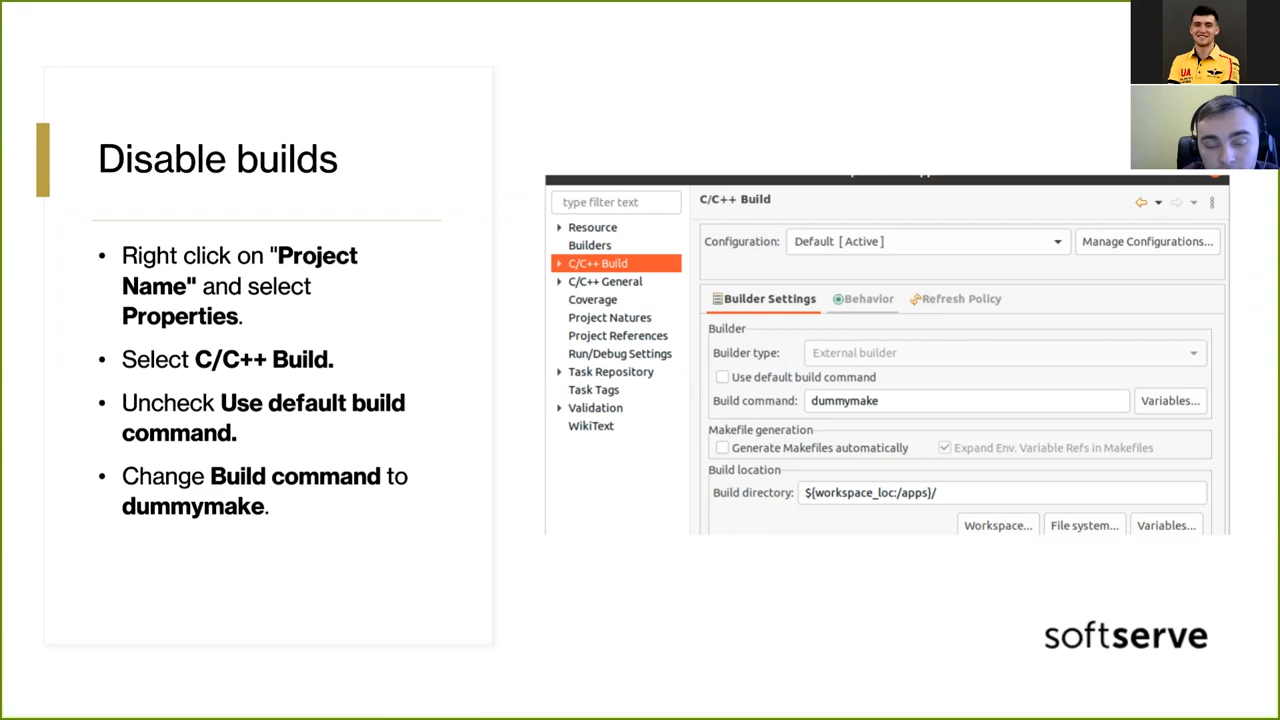 Disable builds
• Right click on "Project
Name" and select
Properties.
• Select C/C++ Build.
• Uncheck Use default build
command.
• Change Build command to
dummymake.
type filter text
Resource
Builders
C/C++ Build
C/C++ General
Coverage
Project Natures
Project References
Run/Debug Settings
Task Repository
Task Tags
Validation
WikiText
C/C++ Build
Configuration: Default [ Active ] Manage Configurations...
Builder Settings Behavior Refresh Policy
Builder
Builder type: External builder
Use default build command
Build command: dummymake Variables...
Makefile generation
Generate Makefiles automatically Expand Env. Variable Refs in Makefiles
Build location
Build directory: ${workspace_loc:/apps}/
Workspace... File system... Variables...
softserve
UA